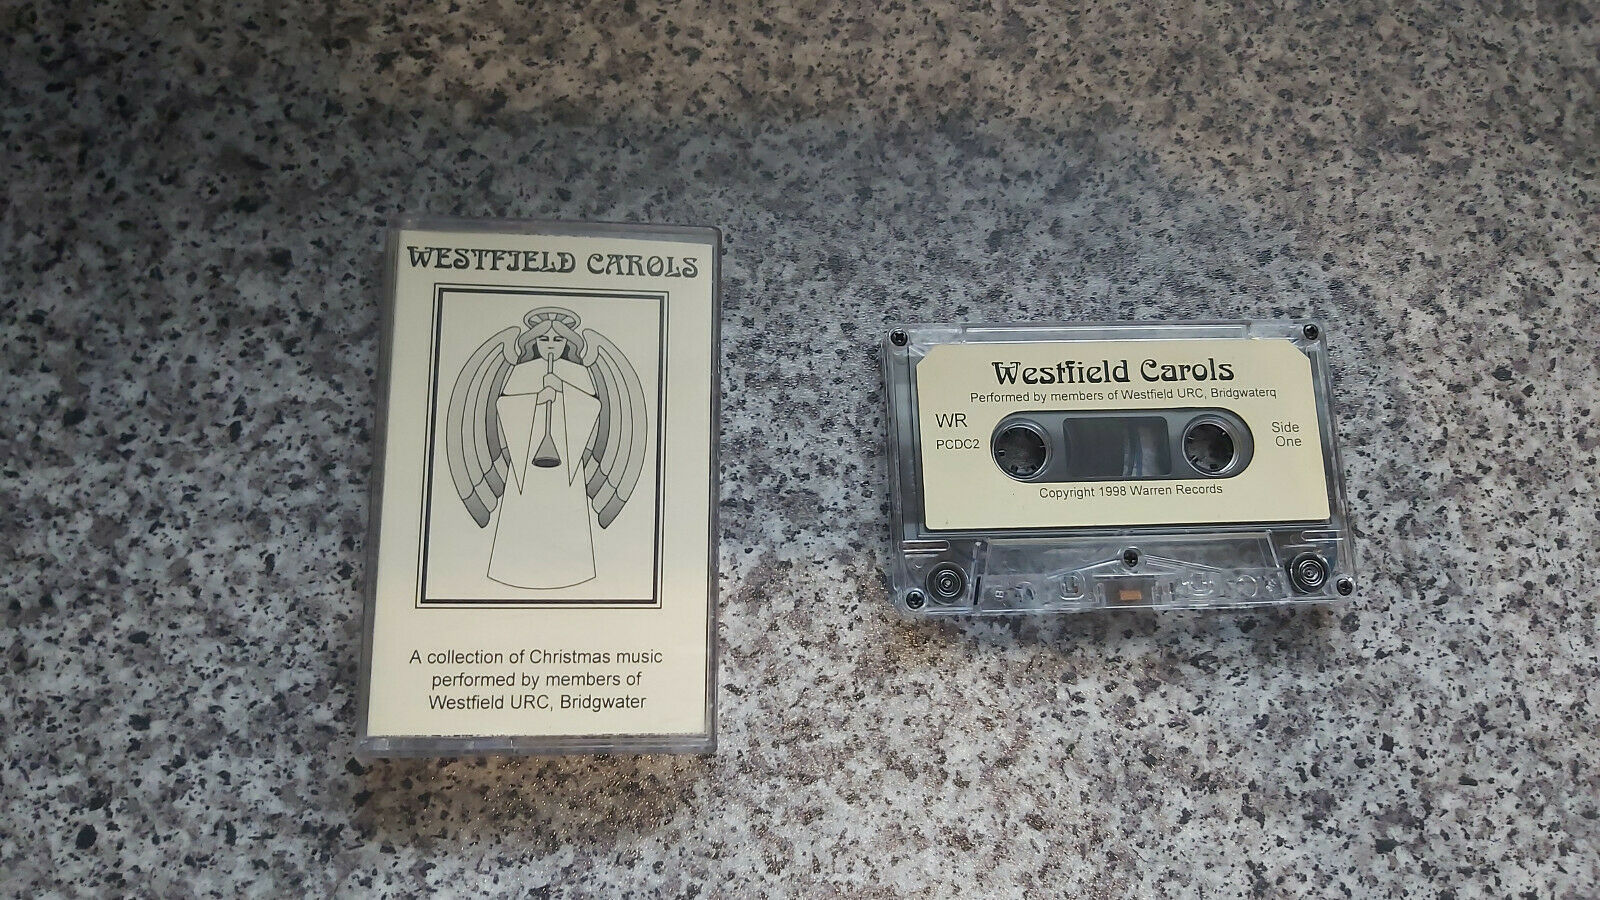 WESTFIELD CAROLS
A collection of Christmas music
performed by members of
Westfield URC, Bridgwater
Westfield Carols
Performed by members of Westfield URC, Bridgwaterq
WR
PCDC2
Side
One
Copyright 1998 Warren Records